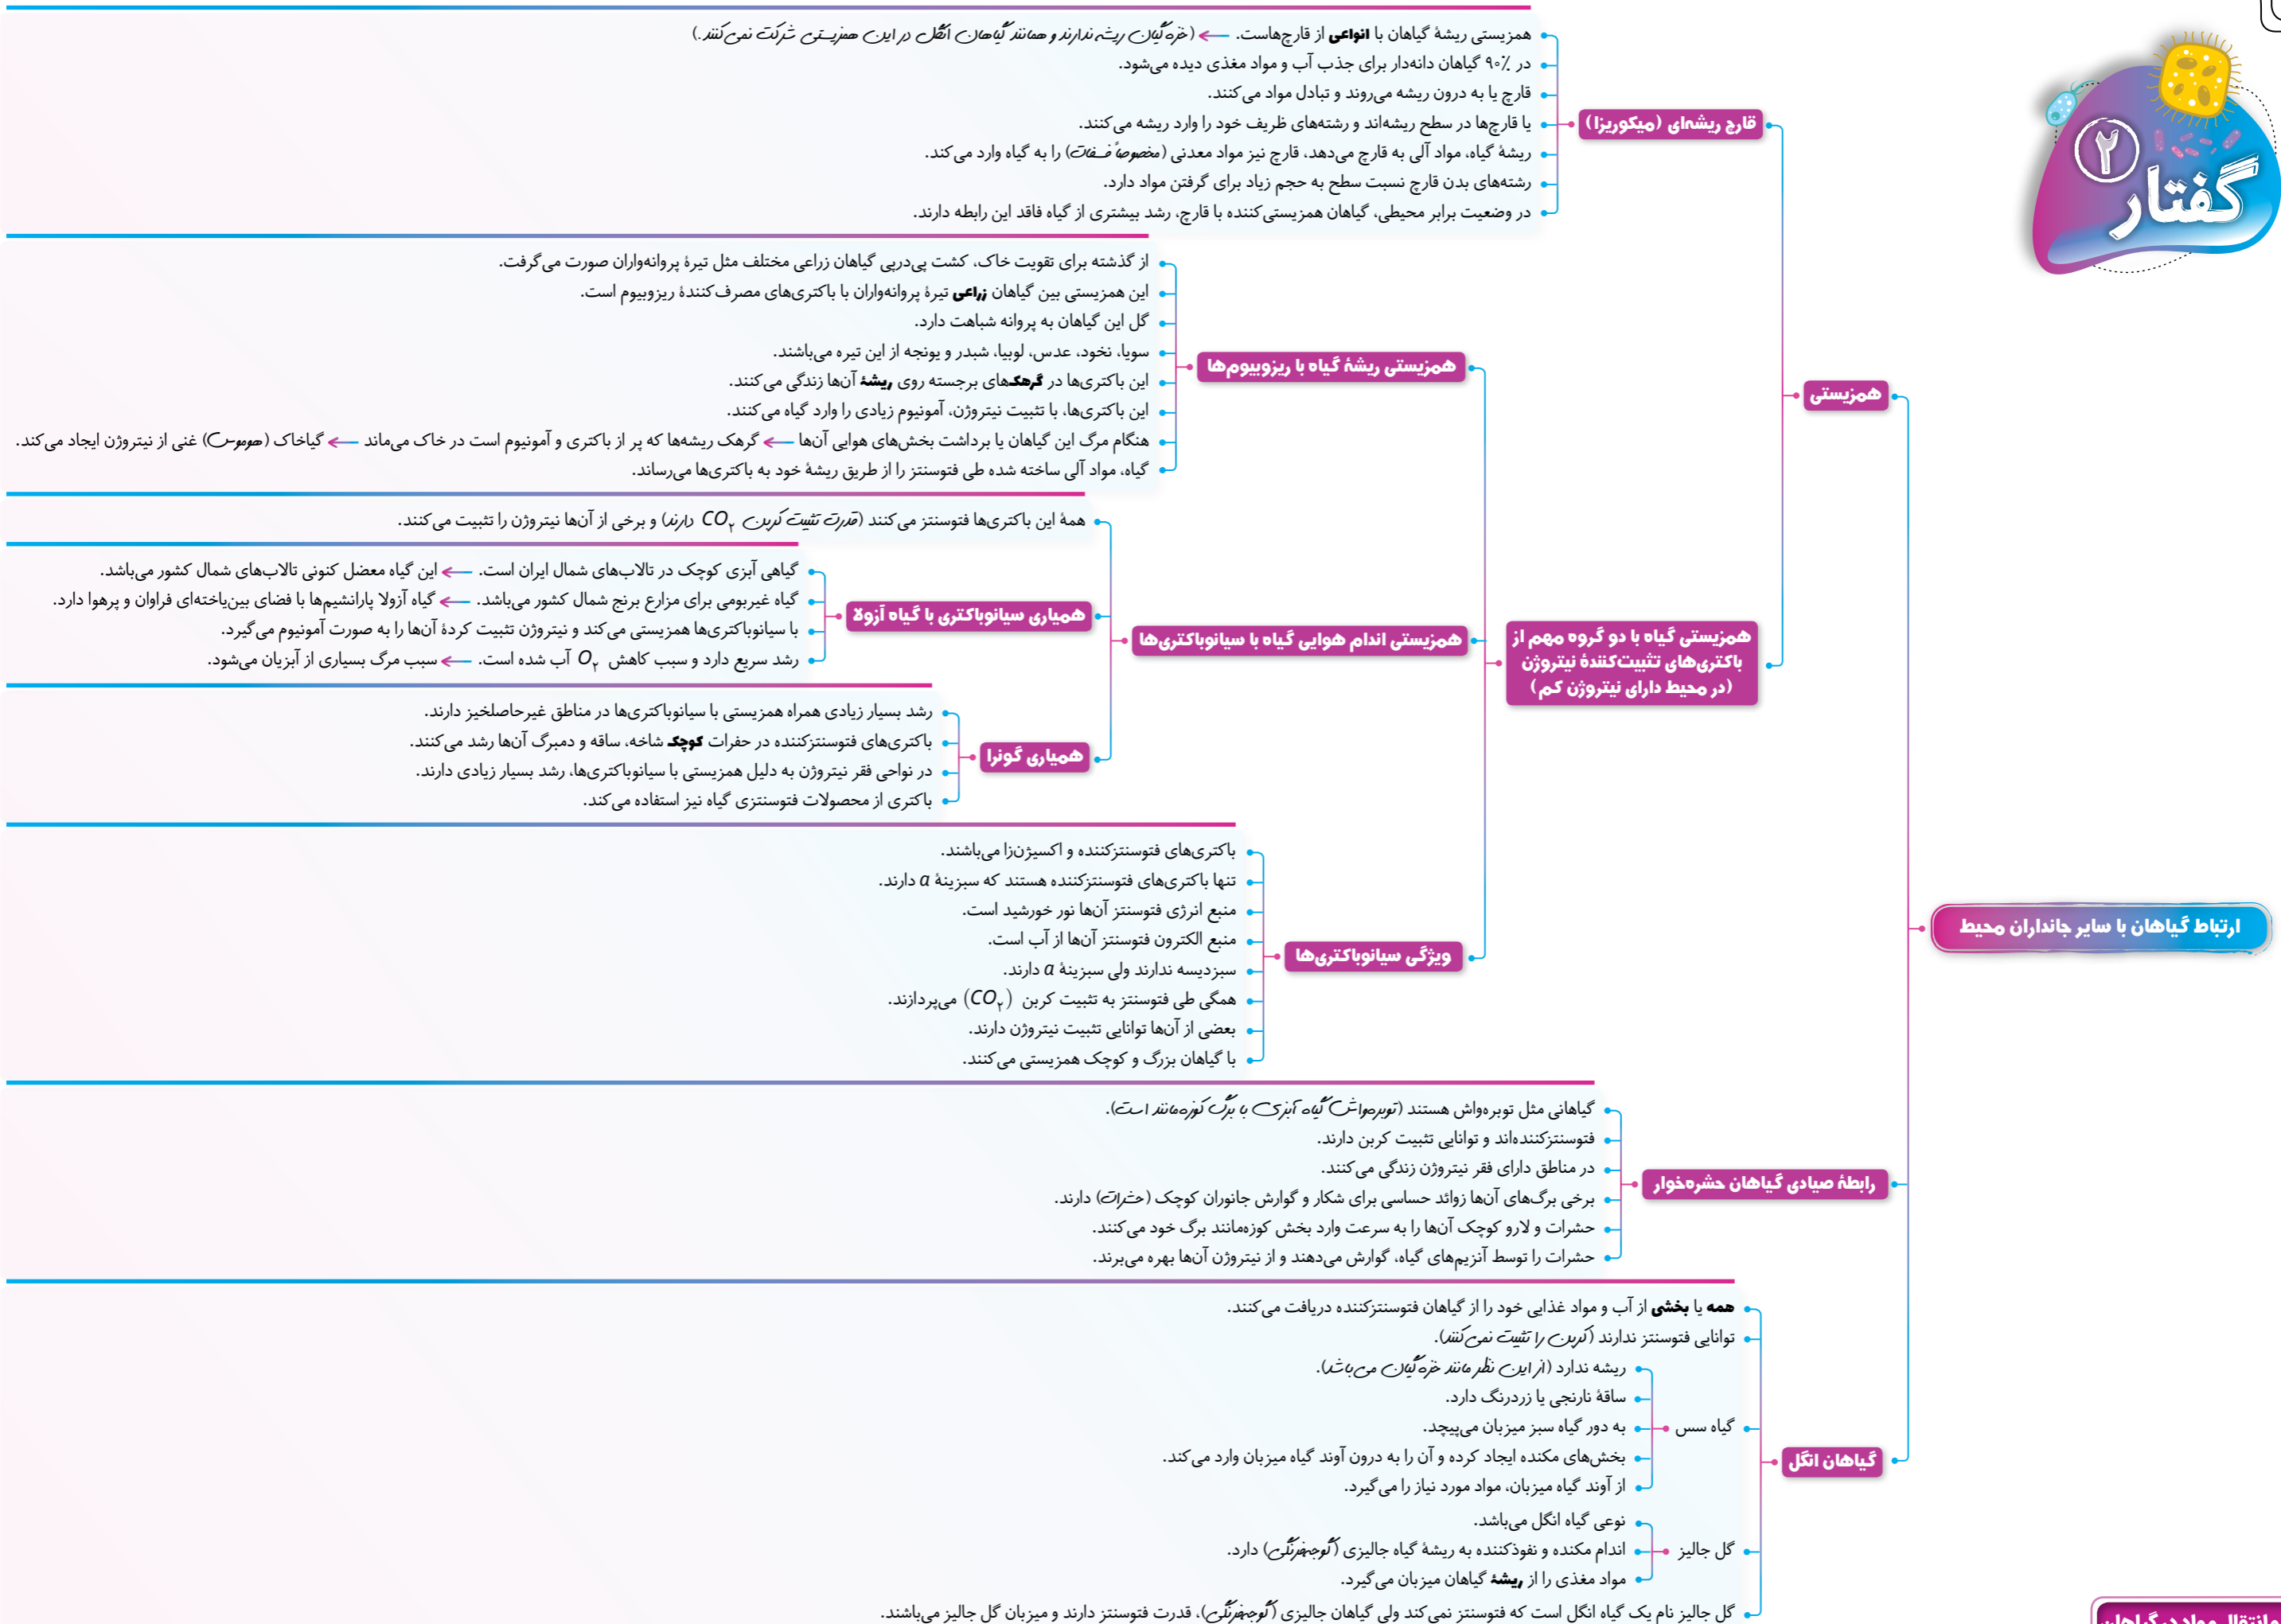 گفتار ۲
ارتباط گیاهان با سایر جانداران محیط
همزیستی
قارچ ریشه‌ای (میکوریزا)
همزیستی ریشهٔ گیاهان با انواعی از قارچ‌هاست. ← (خزه‌گیان ریشه ندارند و همانند گیاهان انگل در این همزیستی شرکت نمی‌کنند.)
در ۹۰٪ گیاهان دانه‌دار برای جذب آب و مواد مغذی دیده می‌شود.
قارچ یا به درون ریشه می‌روند و تبادل مواد می‌کنند.
یا قارچ‌ها در سطح ریشه‌اند و رشته‌های ظریف خود را وارد ریشه می‌کنند.
ریشهٔ گیاه، مواد آلی به قارچ می‌دهد، قارچ نیز مواد معدنی (مخصوصاً فسفات) را به گیاه وارد می‌کند.
رشته‌های بدن قارچ نسبت سطح به حجم زیاد برای گرفتن مواد دارد.
در وضعیت برابر محیطی، گیاهان همزیستی‌کننده با قارچ، رشد بیشتری از گیاه فاقد این رابطه دارند.
همزیستی گیاه با دو گروه مهم از
باکتری‌های تثبیت‌کنندهٔ نیتروژن
(در محیط دارای نیتروژن کم)
همزیستی ریشهٔ گیاه با ریزوبیوم‌ها
از گذشته برای تقویت خاک، کشت پی‌درپی گیاهان زراعی مختلف مثل تیرهٔ پروانه‌واران صورت می‌گرفت.
این همزیستی بین گیاهان زراعی تیرهٔ پروانه‌واران با باکتری‌های مصرف‌کنندهٔ ریزوبیوم است.
گل این گیاهان به پروانه شباهت دارد.
سویا، نخود، عدس، لوبیا، شبدر و یونجه از این تیره می‌باشند.
این باکتری‌ها در گرهک‌های برجسته روی ریشهٔ آن‌ها زندگی می‌کنند.
این باکتری‌ها، با تثبیت نیتروژن، آمونیوم زیادی را وارد گیاه می‌کنند.
هنگام مرگ این گیاهان یا برداشت بخش‌های هوایی آن‌ها ← گرهک ریشه‌ها که پر از باکتری و آمونیوم است در خاک می‌ماند ← گیاخاک (هوموس) غنی از نیتروژن ایجاد می‌کند.
گیاه، مواد آلی ساخته شده طی فتوسنتز را از طریق ریشهٔ خود به باکتری‌ها می‌رساند.
همزیستی اندام هوایی گیاه با سیانوباکتری‌ها
همهٔ این باکتری‌ها فتوسنتز می‌کنند (قدرت تثبیت کربن CO۲ دارند) و برخی از آن‌ها نیتروژن را تثبیت می‌کنند.
همیاری سیانوباکتری با گیاه آزولا
گیاهی آبزی کوچک در تالاب‌های شمال ایران است. ← این گیاه معضل کنونی تالاب‌های شمال کشور می‌باشد.
گیاه غیربومی برای مزارع برنج شمال کشور می‌باشد. ← گیاه آزولا پارانشیم‌ها با فضای بین‌یاخته‌ای فراوان و پرهوا دارد.
با سیانوباکتری‌ها همزیستی می‌کند و نیتروژن تثبیت کردهٔ آن‌ها را به صورت آمونیوم می‌گیرد.
رشد سریع دارد و سبب کاهش O۲ آب شده است. ← سبب مرگ بسیاری از آبزیان می‌شود.
همیاری گونرا
رشد بسیار زیادی همراه همزیستی با سیانوباکتری‌ها در مناطق غیرحاصلخیز دارند.
باکتری‌های فتوسنتزکننده در حفرات کوچک شاخه، ساقه و دمبرگ آن‌ها رشد می‌کنند.
در نواحی فقر نیتروژن به دلیل همزیستی با سیانوباکتری‌ها، رشد بسیار زیادی دارند.
باکتری از محصولات فتوسنتزی گیاه نیز استفاده می‌کند.
ویژگی سیانوباکتری‌ها
باکتری‌های فتوسنتزکننده و اکسیژن‌زا می‌باشند.
تنها باکتری‌های فتوسنتزکننده هستند که سبزینهٔ a دارند.
منبع انرژی فتوسنتز آن‌ها نور خورشید است.
منبع الکترون فتوسنتز آن‌ها از آب است.
سبزدیسه ندارند ولی سبزینهٔ a دارند.
همگی طی فتوسنتز به تثبیت کربن (CO۲) می‌پردازند.
بعضی از آن‌ها توانایی تثبیت نیتروژن دارند.
با گیاهان بزرگ و کوچک همزیستی می‌کنند.
رابطهٔ صیادی گیاهان حشره‌خوار
گیاهانی مثل توبره‌واش هستند (توبره‌واش گیاه آبزی با برگ کوزه‌مانند است).
فتوسنتزکننده‌اند و توانایی تثبیت کربن دارند.
در مناطق دارای فقر نیتروژن زندگی می‌کنند.
برخی برگ‌های آن‌ها زوائد حساسی برای شکار و گوارش جانوران کوچک (حشرات) دارند.
حشرات و لارو کوچک آن‌ها را به سرعت وارد بخش کوزه‌مانند برگ خود می‌کنند.
حشرات را توسط آنزیم‌های گیاه، گوارش می‌دهند و از نیتروژن آن‌ها بهره می‌برند.
گیاهان انگل
همه یا بخشی از آب و مواد غذایی خود را از گیاهان فتوسنتزکننده دریافت می‌کنند.
توانایی فتوسنتز ندارند (کربن را تثبیت نمی‌کنند).
گیاه سس
ریشه ندارد (از این نظر مانند خزه‌گیان می‌باشد).
ساقهٔ نارنجی یا زردرنگ دارد.
به دور گیاه سبز میزبان می‌پیچد.
بخش‌های مکنده ایجاد کرده و آن را به درون آوند گیاه میزبان وارد می‌کند.
از آوند گیاه میزبان، مواد مورد نیاز را می‌گیرد.
گل جالیز
نوعی گیاه انگل می‌باشد.
اندام مکنده و نفوذکننده به ریشهٔ گیاه جالیزی (گوجه‌فرنگی) دارد.
مواد مغذی را از ریشهٔ گیاهان میزبان می‌گیرد.
گل جالیز نام یک گیاه انگل است که فتوسنتز نمی‌کند ولی گیاهان جالیزی (گوجه‌فرنگی)، قدرت فتوسنتز دارند و میزبان گل جالیز می‌باشند.
انتقال مواد در گیاهان